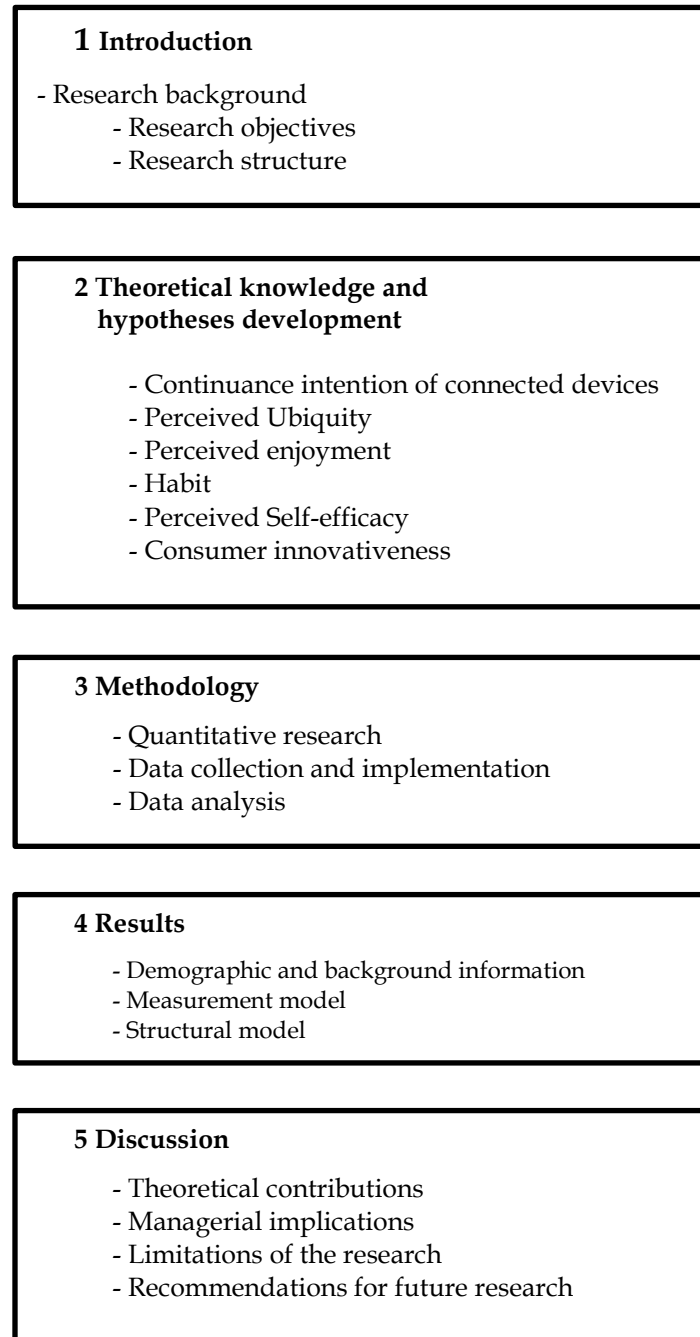 1 Introduction
- Research background
- Research objectives
- Research structure
2 Theoretical knowledge and
hypotheses development
- Continuance intention of connected devices
- Perceived Ubiquity
- Perceived enjoyment
- Habit
- Perceived Self-efficacy
- Consumer innovativeness
3 Methodology
- Quantitative research
- Data collection and implementation
- Data analysis
4 Results
- Demographic and background information
- Measurement model
- Structural model
5 Discussion
- Theoretical contributions
- Managerial implications
- Limitations of the research
- Recommendations for future research